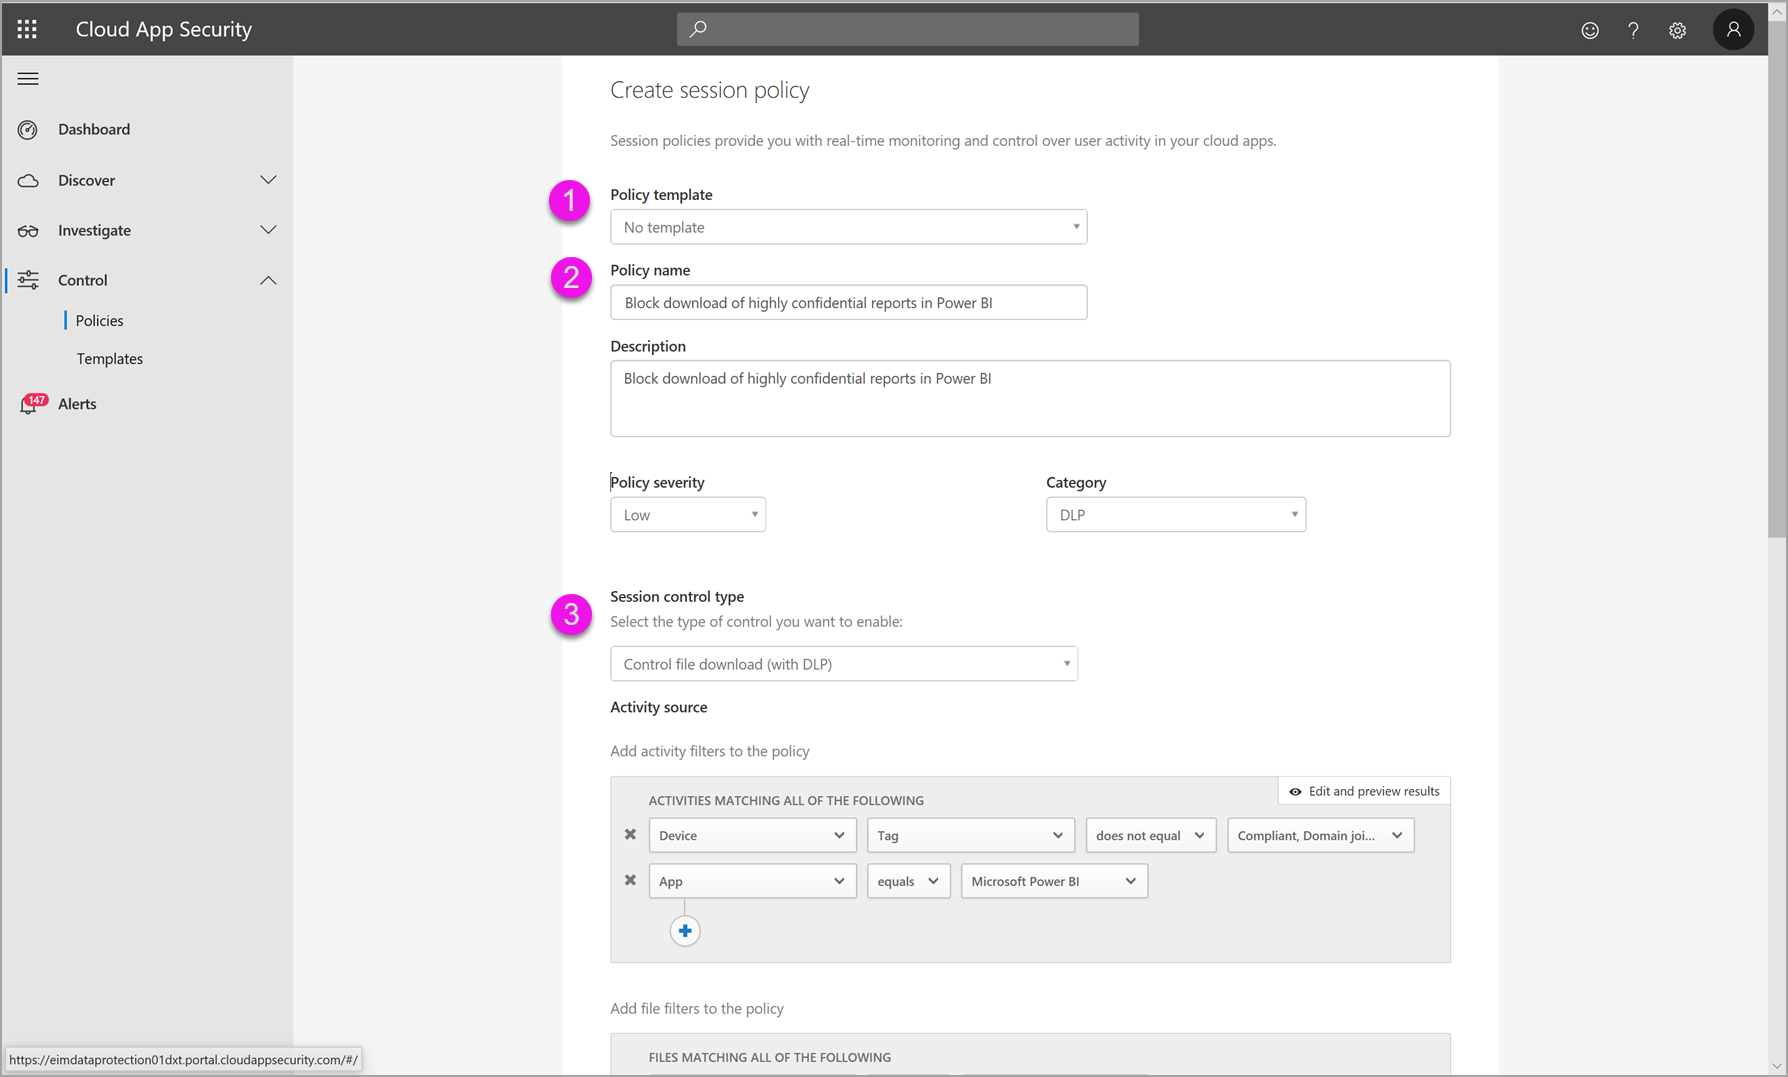 Cloud App Security
Dashboard
Discover
Investigate
Control
Policies
Templates
147
Alerts
Create session policy
Session policies provide you with real-time monitoring and control over user activity in your cloud apps.
1
Policy template
No template
2
Policy name
Block download of highly confidential reports in Power BI
Description
Block download of highly confidential reports in Power BI
Policy severity
Category
Low
DLP
3
Session control type
Select the type of control you want to enable:
Control file download (with DLP)
Activity source
Add activity filters to the policy
Edit and preview results
ACTIVITIES MATCHING ALL OF THE FOLLOWING
Device Tag does not equal Compliant, Domain joi...
App equals Microsoft Power BI
Add file filters to the policy
FILES MATCHING ALL OF THE FOLLOWING
https://eimdataprotection01dxt.portal.cloudappsecurity.com/#/